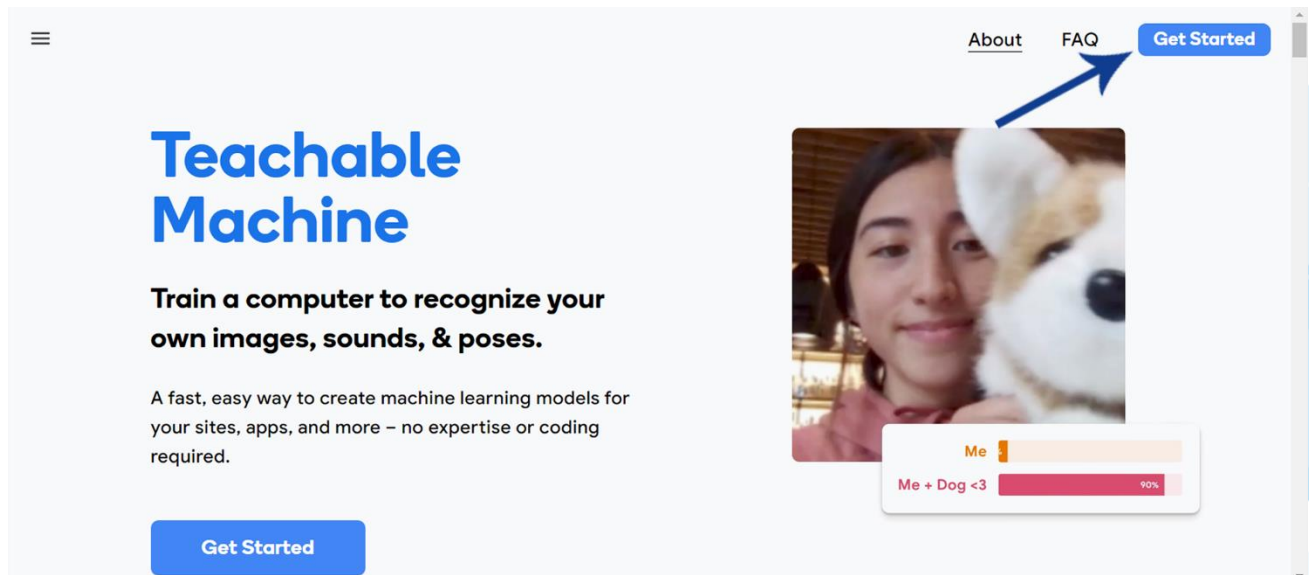 About
FAQ
Get Started
Teachable
Machine
Train a computer to recognize your
own images, sounds, & poses.
A fast, easy way to create machine learning models for
your sites, apps, and more – no expertise or coding
required.
Get Started
Me
Me + Dog <3
90%